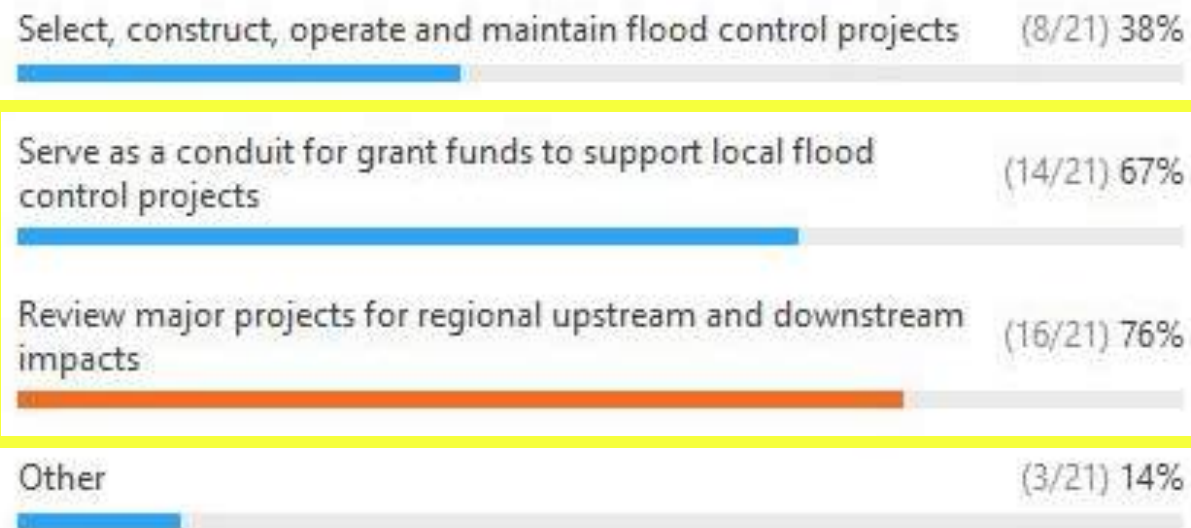 Select, construct, operate and maintain flood control projects (8/21) 38%
Serve as a conduit for grant funds to support local flood
control projects (14/21) 67%
Review major projects for regional upstream and downstream
impacts (16/21) 76%
Other (3/21) 14%